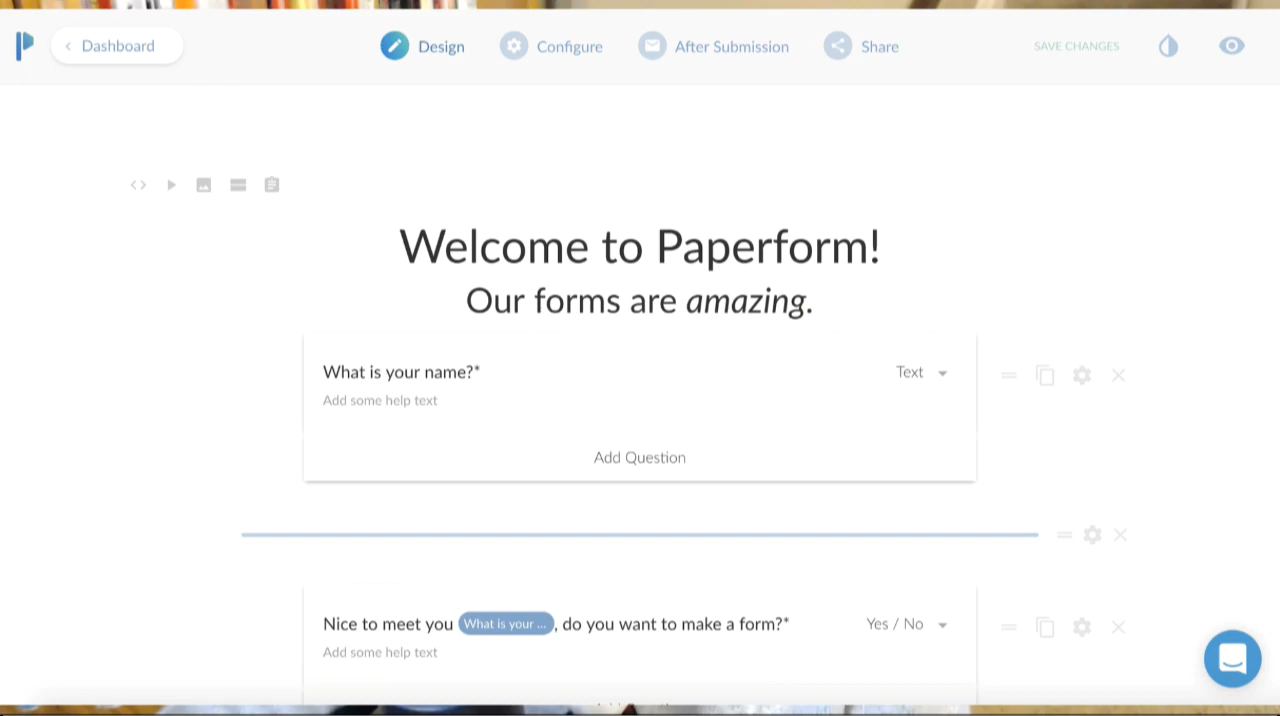 Dashboard
Design
Configure
After Submission
Share
SAVE CHANGES
Welcome to Paperform!
Our forms are amazing.
What is your name?*
Text
Add some help text
Add Question
Nice to meet you What is your ... , do you want to make a form?*
Yes / No
Add some help text